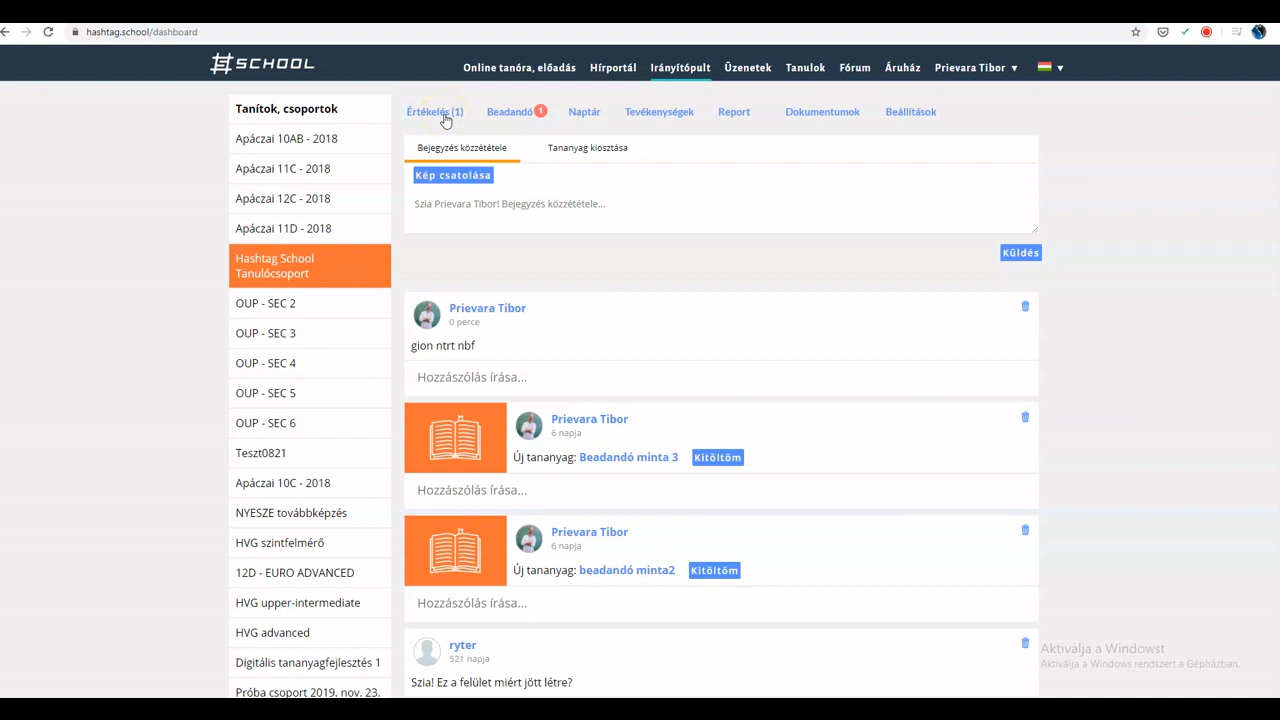 hashtag.school/dashboard
SCHOOL
Online tanóra, előadás
Hírportál
Irányítópult
Üzenetek
Tanulok
Fórum
Áruház
Prievara Tibor
Tanítok, csoportok
Apáczai 10AB - 2018
Apáczai 11C - 2018
Apáczai 12C - 2018
Apáczai 11D - 2018
Hashtag School
Tanulócsoport
OUP - SEC 2
OUP - SEC 3
OUP - SEC 4
OUP - SEC 5
OUP - SEC 6
Teszt0821
Apáczai 10C - 2018
NYESZE továbbképzés
HVG szintfelmérő
12D - EURO ADVANCED
HVG upper-intermediate
HVG advanced
Digitális tananyagfejlesztés 1
Próba csoport 2019. nov. 23.
Értékelés (1)
Beadandó 1
Naptár
Tevékenységek
Report
Dokumentumok
Beállítások
Bejegyzés közzététele
Tananyag kiosztása
Kép csatolása
Szia Prievara Tibor! Bejegyzés közzététele...
Küldés
Prievara Tibor
0 perce
gion ntrt nbf
Hozzászólás írása...
Prievara Tibor
6 napja
Új tananyag: Beadandó minta 3 Kitöltöm
Hozzászólás írása...
Prievara Tibor
6 napja
Új tananyag: beadandó minta2 Kitöltöm
Hozzászólás írása...
ryter
521 napja
Szia! Ez a felület miért jött létre?
Aktiválja a Windowst
Aktiválja a Windows rendszert a Gépházban.